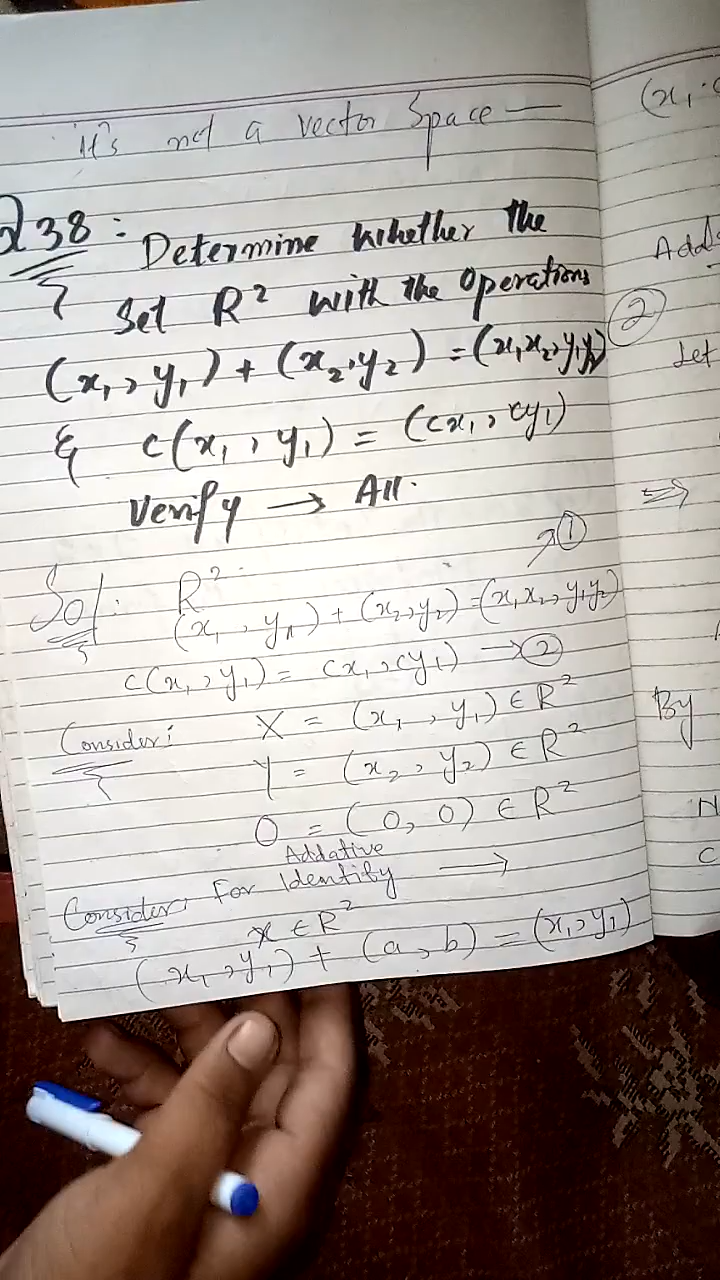 it's not a vector Space —
Q38: Determine whether the
Set R² with the operations
(x₁, y₁) + (x₂, y₂) = (x₁x₂, y₁y₂)
& c(x₁, y₁) = (cx₁, cy₁)
Verify → All.
Sol: R²
(x₁, y₁) + (x₂, y₂) = (x₁x₂, y₁y₂) → ①
c(x₁, y₁) = cx₁, cy₁) → ②
Consider: X = (x₁, y₁) ∈ R²
Y = (x₂, y₂) ∈ R²
O = (0, 0) ∈ R²
Addative
Consider: For Identity →
X ∈ R²
(x₁, y₁) + (a, b) = (x₁, y₁)
②
Let
⇒
By